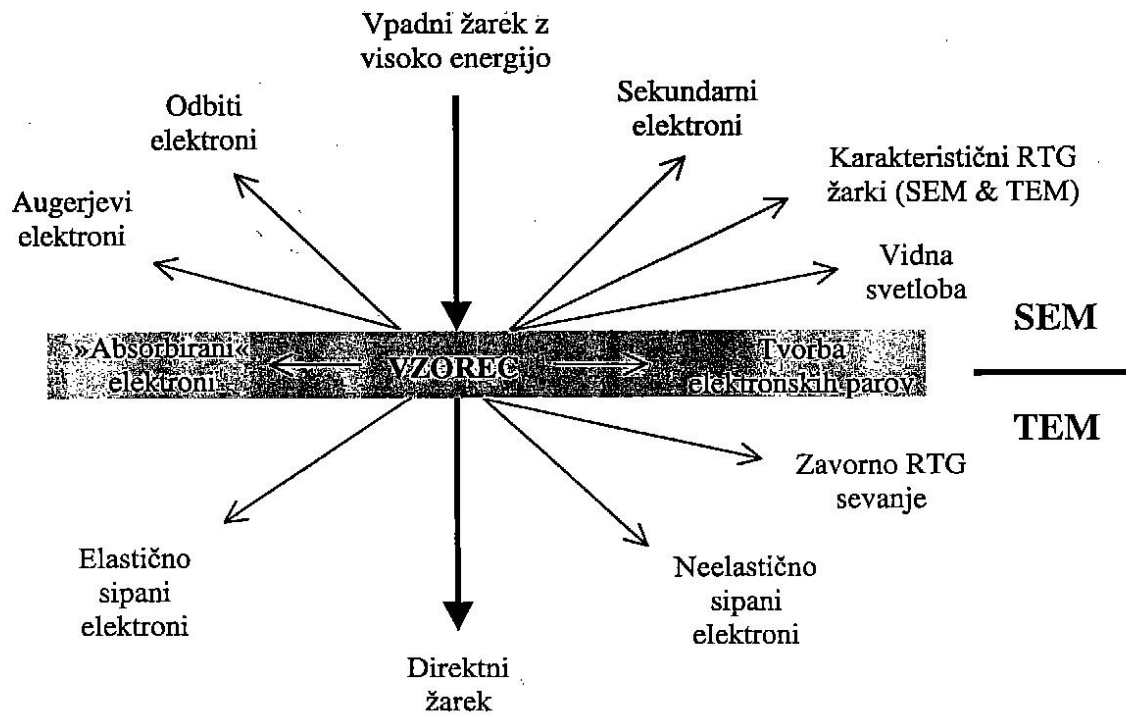 Vpadni žarek z
visoko energijo
Odbiti
elektroni
Sekundarni
elektroni
Augerjevi
elektroni
Karakteristični RTG
žarki (SEM & TEM)
Vidna
svetloba
SEM
»Absorbirani«
elektroni
VZOREC
Tvorba
elektronskih parov
TEM
Zavorno RTG
sevanje
Elastično
sipani
elektroni
Neelastično
sipani
elektroni
Direktni
žarek